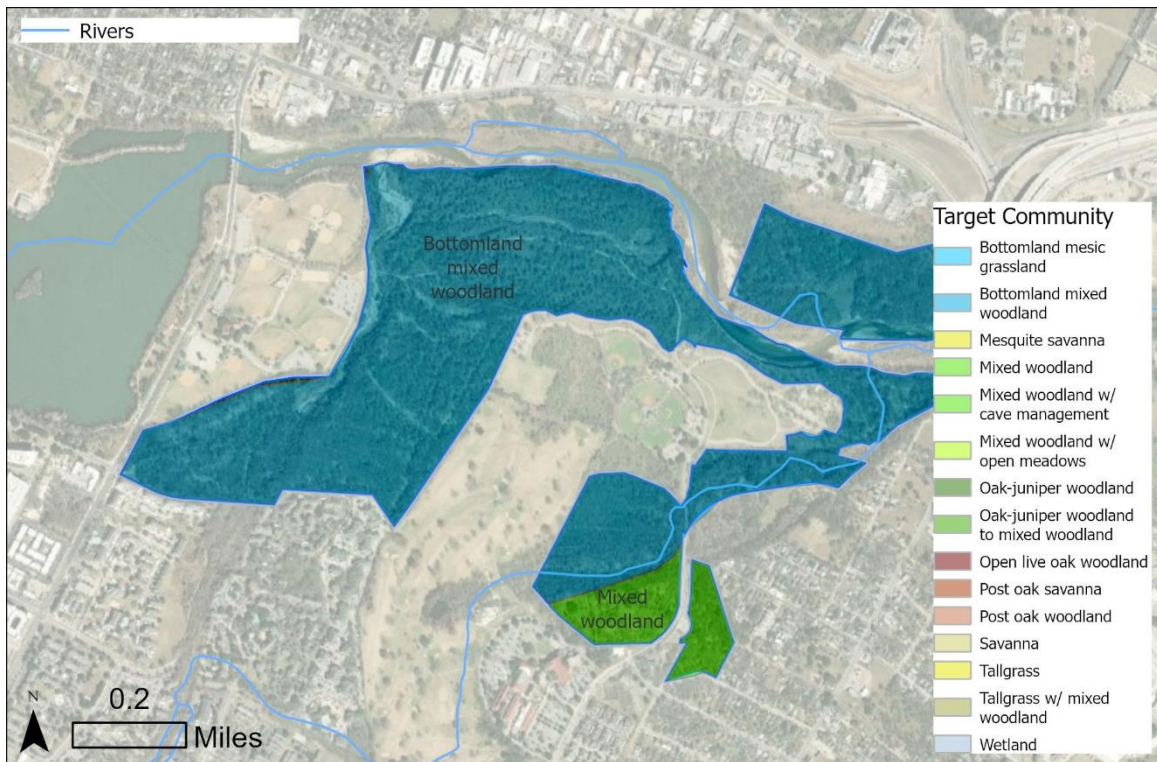 Rivers
Bottomland
mixed
woodland
Mixed
woodland
Target Community
Bottomland mesic
grassland
Bottomland mixed
woodland
Mesquite savanna
Mixed woodland
Mixed woodland w/
cave management
Mixed woodland w/
open meadows
Oak-juniper woodland
Oak-juniper woodland
to mixed woodland
Open live oak woodland
Post oak savanna
Post oak woodland
Savanna
Tallgrass
Tallgrass w/ mixed
woodland
Wetland
N
0.2
Miles